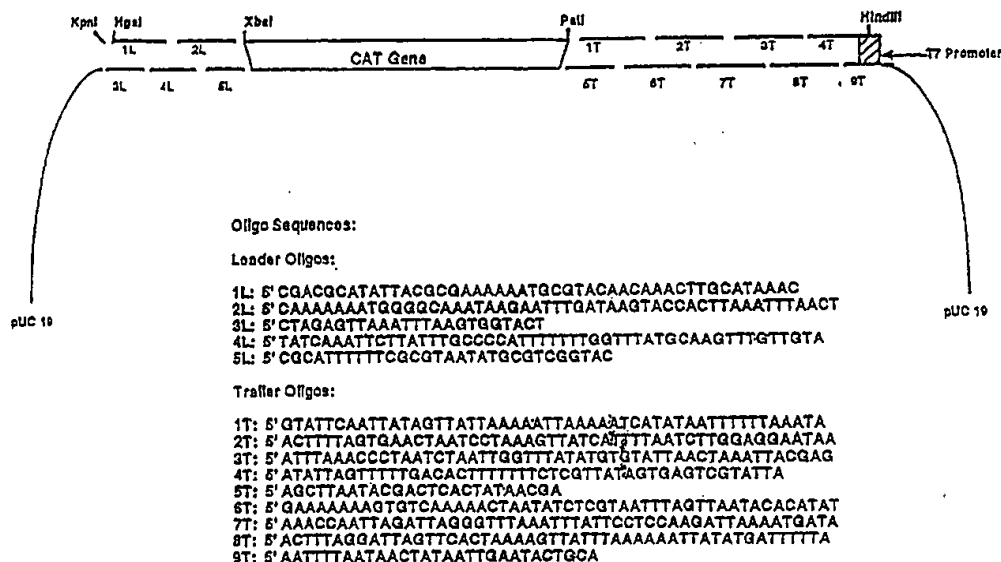 KpnI HgaI XbaI PstI HindIII
1L 2L CAT Gene 1T 2T 3T 4T T7 Promoter
3L 4L 5L 5T 6T 7T 8T 9T
pUC 19 pUC 19
Oligo Sequences:
Leader Oligos:
1L: 5' CGACGCATATTACGCGAAAAAATGCGTACAACAAACTTGCATAAAC
2L: 5' CAAAAAAATGGGGCAAATAAGAATTTGATAAGTACCACTTAAATTTAACT
3L: 5' CTAGAGTTAAATTTAAGTGGTACT
4L: 5' TATCAAATTCTTATTTGCCCCATTTTTTTGGTTTATGCAAGTTTGTTGTA
5L: 5' CGCATTTTTTCGCGTAATATGCGTCGGTAC
Trailer Oligos:
1T: 5' GTATTCAATTATAGTTATTAAAAATTAAAAATCATATAATTTTTTAAATA
2T: 5' ACTTTTAGTGAACTAATCCTAAAGTTATCATTTTAATCTTGGAGGAATAA
3T: 5' ATTTAAACCCTAATCTAATTGGTTTATATGTGTATTAACTAAATTACGAG
4T: 5' ATATTAGTTTTTGACACTTTTTTTCTCGTTATAGTGAGTCGTATTA
5T: 5' AGCTTAATACGACTCACTATAACGA
6T: 5' GAAAAAAAGTGTCAAAAACTAATATCTCGTAATTTAGTTAATACACATAT
7T: 5' AAACCAATTAGATTAGGGTTTAAATTTATTCCTCCAAGATTAAAATGATA
8T: 5' ACTTTAGGATTAGTTCACTAAAAGTTATTTAAAAAATTATATGATTTTTA
9T: 5' AATTTTAATAACTATAATTGAATACTGCA